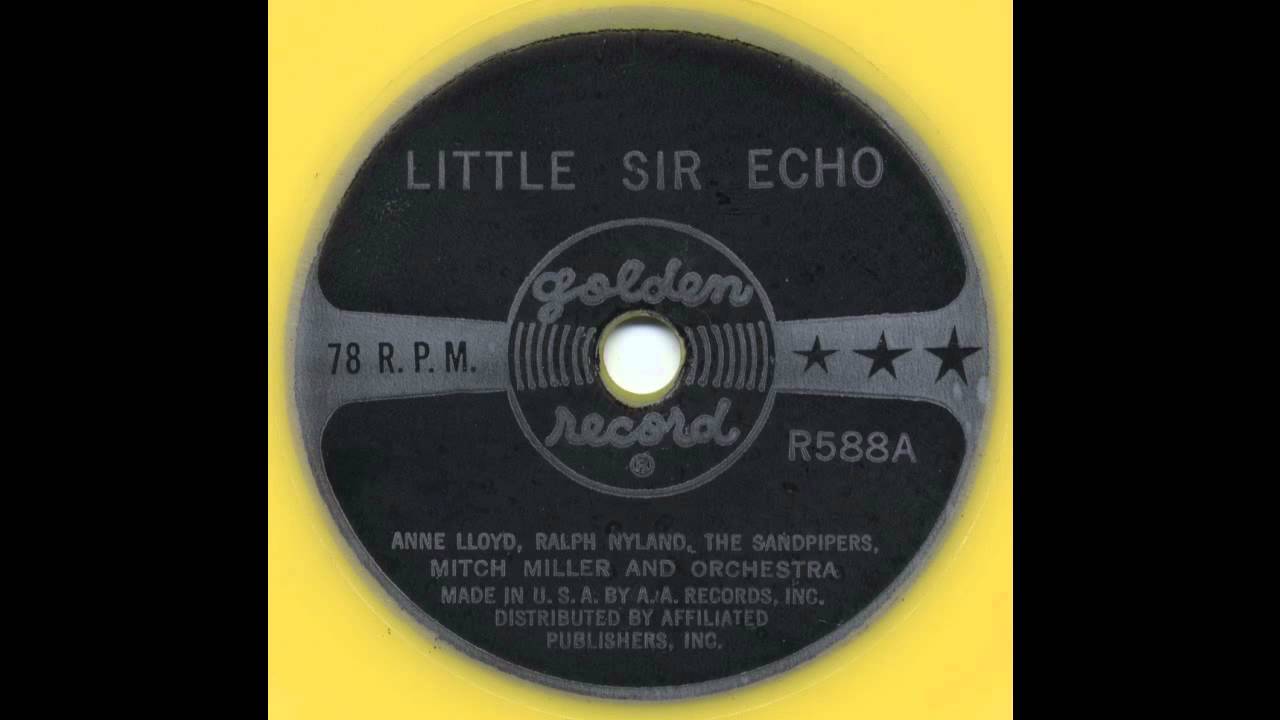 LITTLE SIR ECHO
golden
78 R. P. M.
record
®
R588A
ANNE LLOYD, RALPH NYLAND, THE SANDPIPERS,
MITCH MILLER AND ORCHESTRA
MADE IN U. S. A. BY A.A. RECORDS, INC.
DISTRIBUTED BY AFFILIATED
PUBLISHERS, INC.